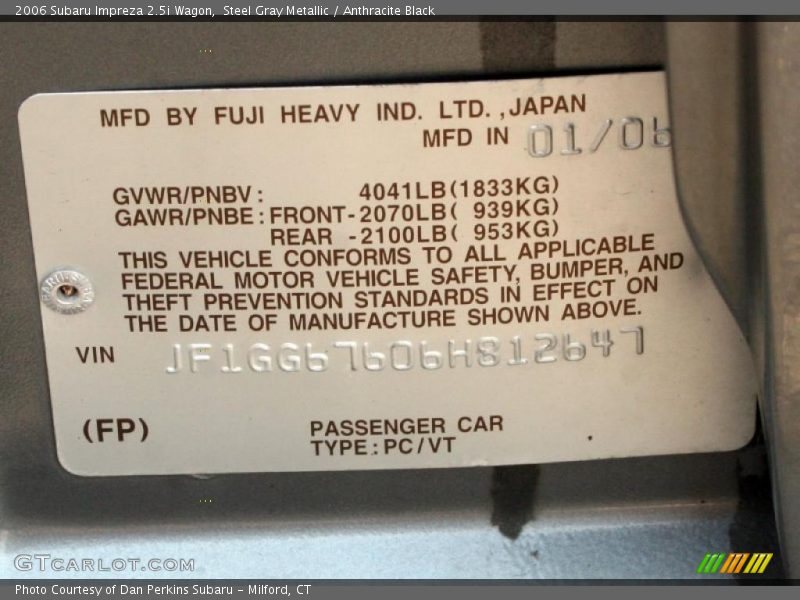 2006 Subaru Impreza 2.5i Wagon,  Steel Gray Metallic / Anthracite Black
MFD BY FUJI HEAVY IND. LTD.,JAPAN
MFD IN 01/06
GVWR/PNBV: 4041LB(1833KG)
GAWR/PNBE:FRONT-2070LB( 939KG)
REAR -2100LB( 953KG)
THIS VEHICLE CONFORMS TO ALL APPLICABLE
FEDERAL MOTOR VEHICLE SAFETY, BUMPER, AND
THEFT PREVENTION STANDARDS IN EFFECT ON
THE DATE OF MANUFACTURE SHOWN ABOVE.
VIN JF1GG67606H812647
(FP)
PASSENGER CAR
TYPE:PC/VT
GTCARLOT.COM
Photo Courtesy of Dan Perkins Subaru - Milford, CT